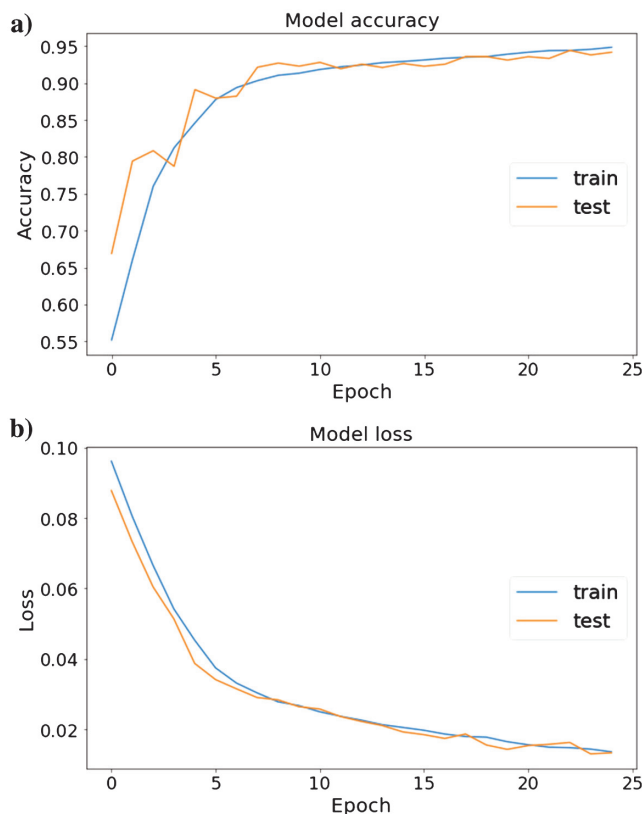 a)
Model accuracy
0.95
0.90
0.85
0.80
0.75
0.70
0.65
0.60
0.55
Accuracy
train
test
0 5 10 15 20 25
Epoch
b)
Model loss
0.10
0.08
0.06
0.04
0.02
Loss
train
test
0 5 10 15 20 25
Epoch